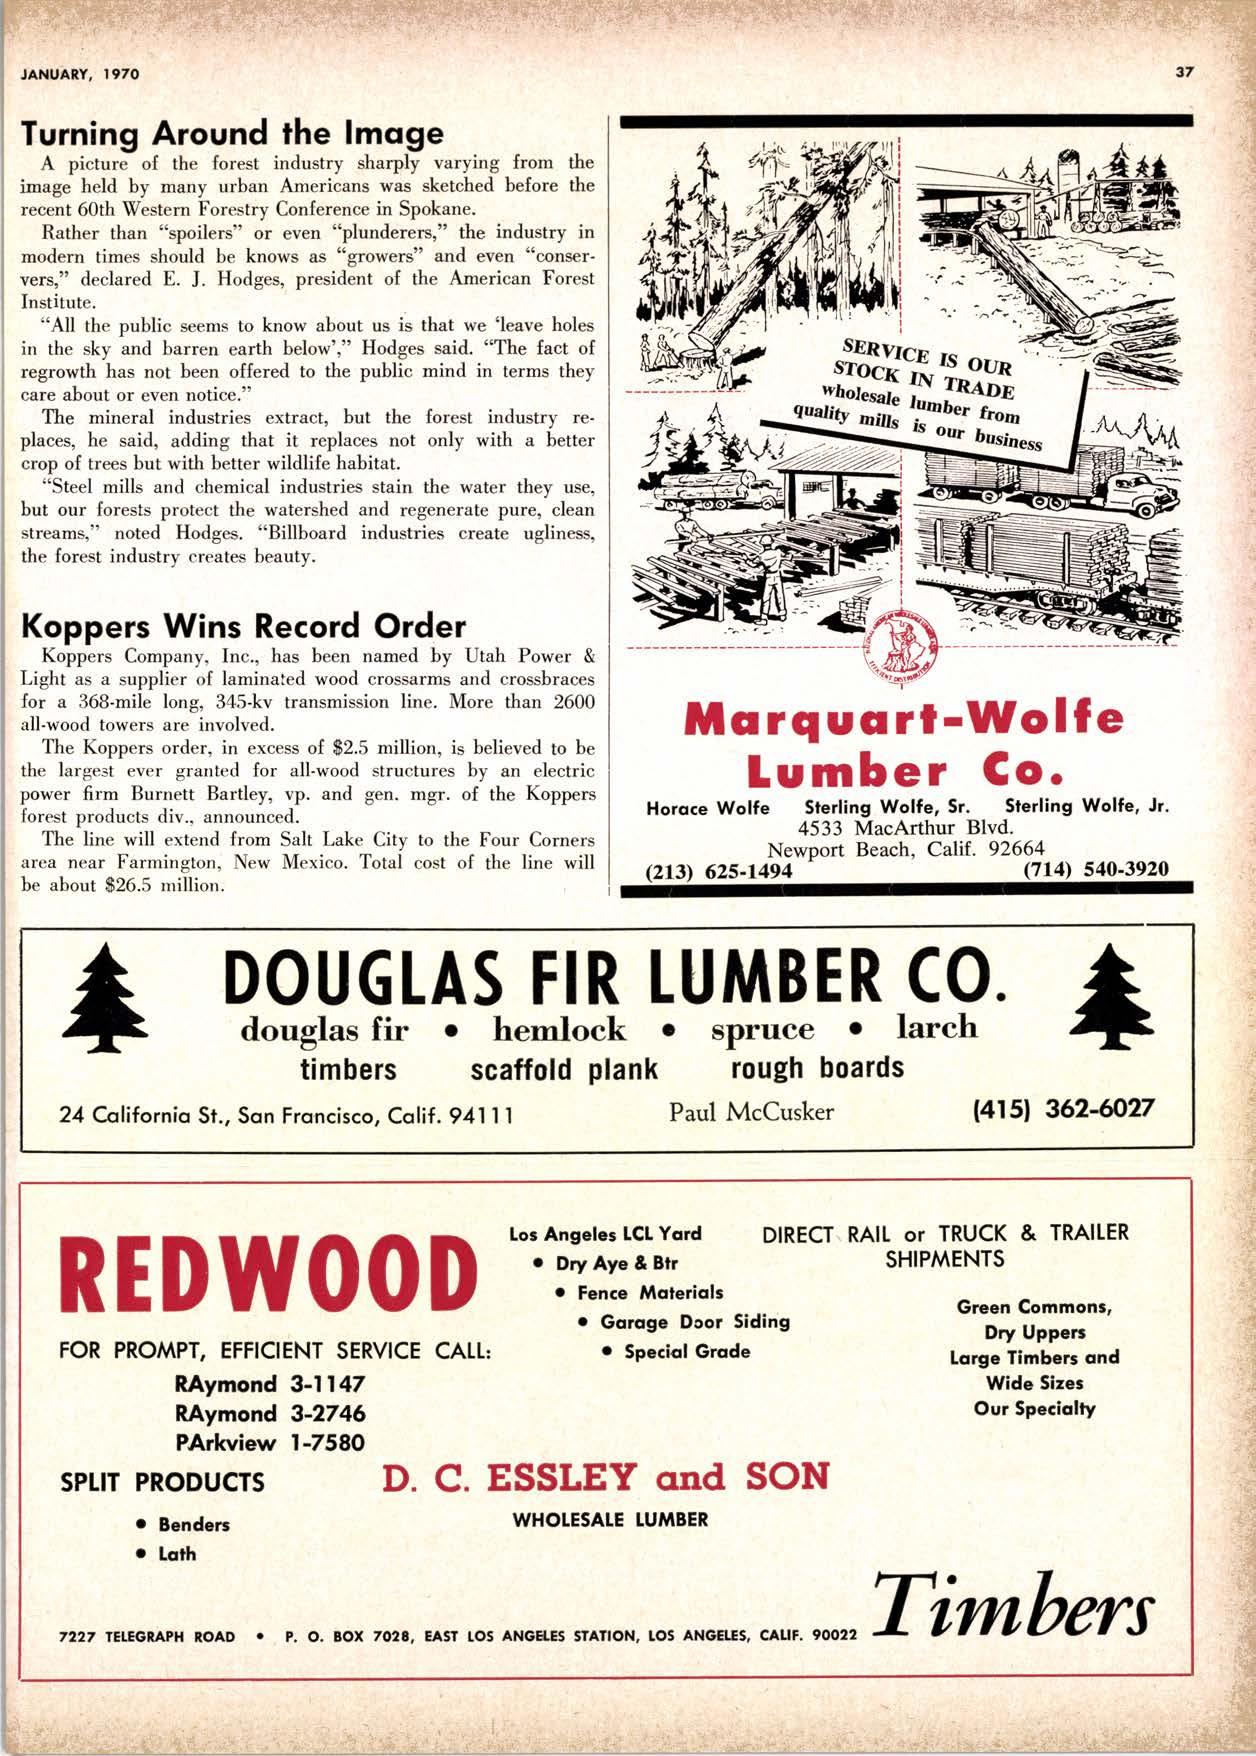 JANUARY, 1970
37
Turning Around the Image
A picture of the forest industry sharply varying from the
image held by many urban Americans was sketched before the
recent 60th Western Forestry Conference in Spokane.
Rather than “spoilers” or even “plunderers,” the industry in
modern times should be knows as “growers” and even “conser-
vers,” declared E. J. Hodges, president of the American Forest
Institute.
“All the public seems to know about us is that we ‘leave holes
in the sky and barren earth below’,” Hodges said. “The fact of
regrowth has not been offered to the public mind in terms they
care about or even notice.”
The mineral industries extract, but the forest industry re-
places, he said, adding that it replaces not only with a better
crop of trees but with better wildlife habitat.
“Steel mills and chemical industries stain the water they use,
but our forests protect the watershed and regenerate pure, clean
streams,” noted Hodges. “Billboard industries create ugliness,
the forest industry creates beauty.
Koppers Wins Record Order
Koppers Company, Inc., has been named by Utah Power &
Light as a supplier of laminated wood crossarms and crossbraces
for a 368-mile long, 345-kv transmission line. More than 2600
all-wood towers are involved.
The Koppers order, in excess of $2.5 million, is believed to be
the largest ever granted for all-wood structures by an electric
power firm Burnett Bartley, vp. and gen. mgr. of the Koppers
forest products div., announced.
The line will extend from Salt Lake City to the Four Corners
area near Farmington, New Mexico. Total cost of the line will
be about $26.5 million.
SERVICE IS OUR
STOCK IN TRADE
wholesale lumber from
quality mills is our business
Marquart-Wolfe
Lumber Co.
Horace Wolfe Sterling Wolfe, Sr. Sterling Wolfe, Jr.
4533 MacArthur Blvd.
Newport Beach, Calif. 92664
(213) 625-1494 (714) 540-3920
DOUGLAS FIR LUMBER CO.
douglas fir • hemlock • spruce • larch
timbers scaffold plank rough boards
24 California St., San Francisco, Calif. 94111 Paul McCusker (415) 362-6027
REDWOOD
FOR PROMPT, EFFICIENT SERVICE CALL:
RAymond 3-1147
RAymond 3-2746
PArkview 1-7580
Los Angeles LCL Yard
• Dry Aye & Btr
• Fence Materials
• Garage Door Siding
• Special Grade
DIRECT RAIL or TRUCK & TRAILER
SHIPMENTS
Green Commons,
Dry Uppers
Large Timbers and
Wide Sizes
Our Specialty
SPLIT PRODUCTS
• Benders
• Lath
D. C. ESSLEY and SON
WHOLESALE LUMBER
Timbers
7227 TELEGRAPH ROAD • P. O. BOX 7028, EAST LOS ANGELES STATION, LOS ANGELES, CALIF. 90022